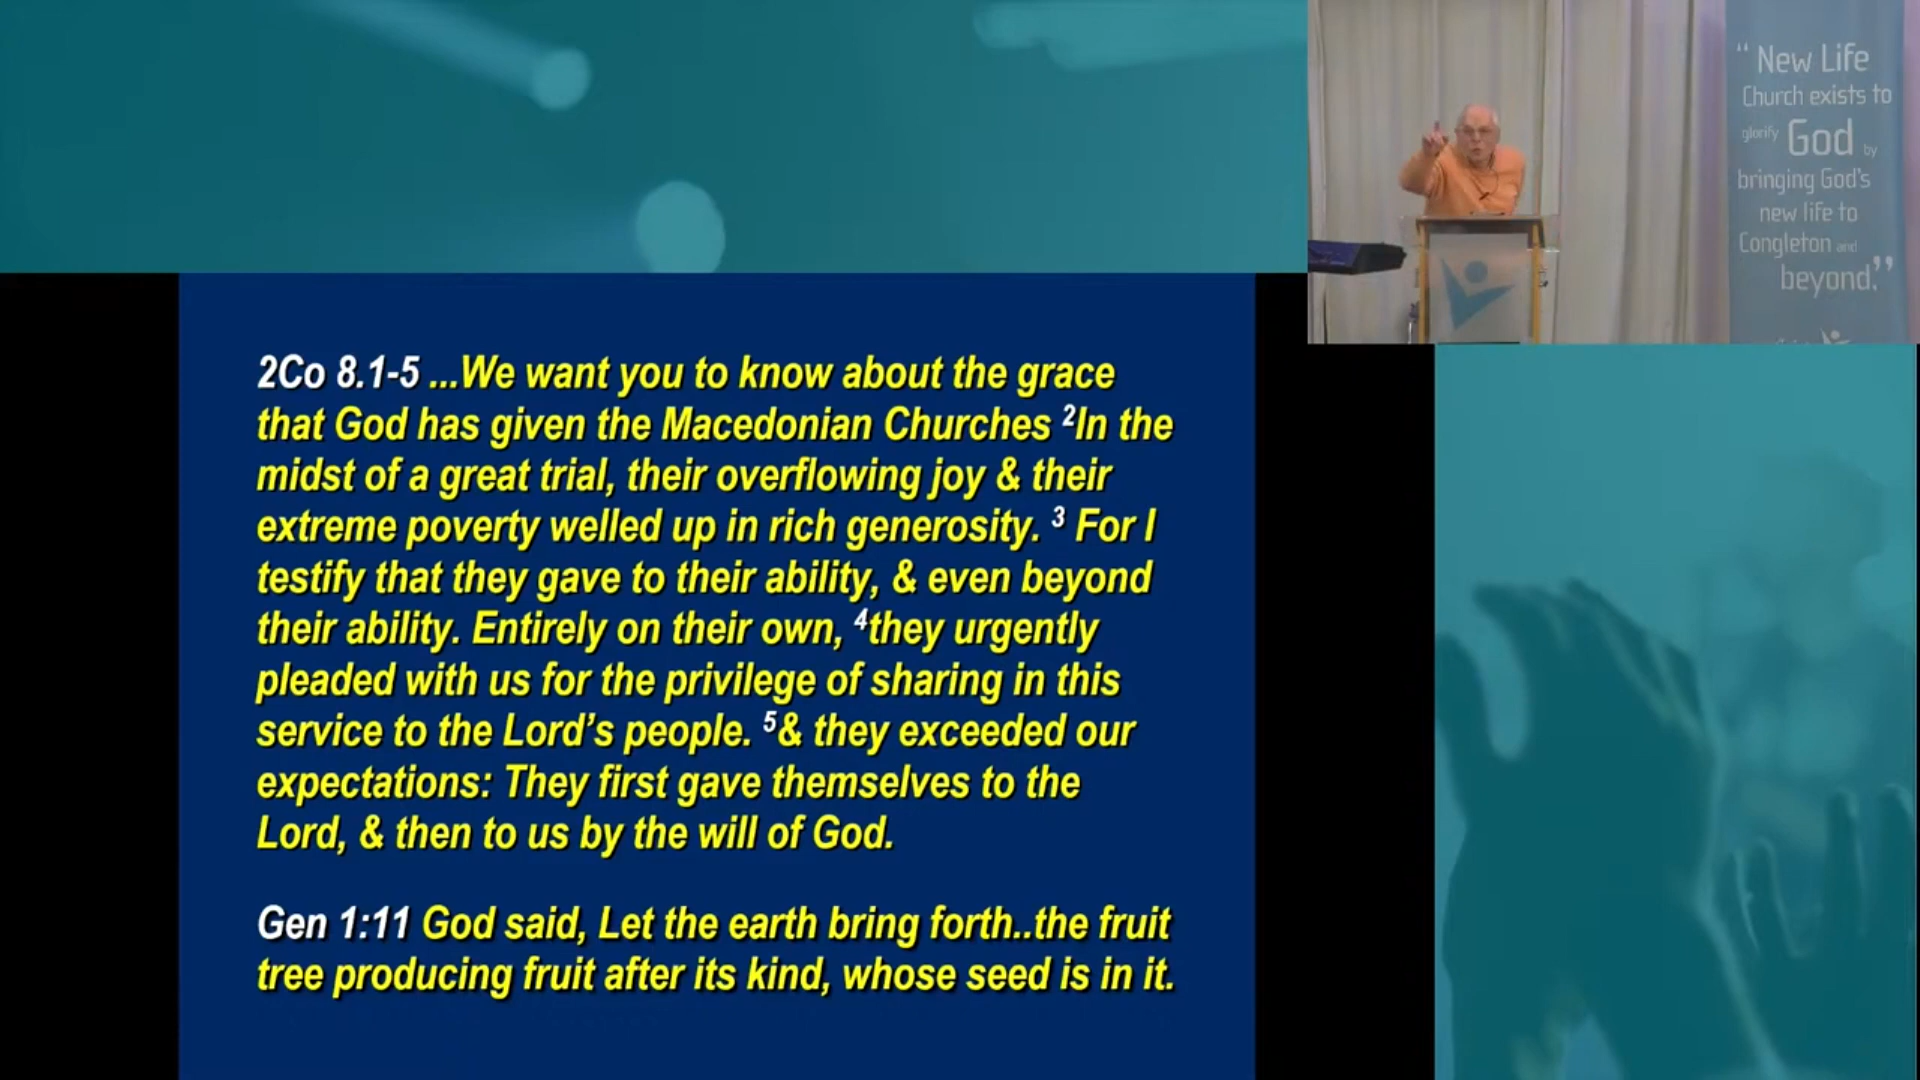 2Co 8.1-5 ...We want you to know about the grace
that God has given the Macedonian Churches ²In the
midst of a great trial, their overflowing joy & their
extreme poverty welled up in rich generosity. ³ For I
testify that they gave to their ability, & even beyond
their ability. Entirely on their own, ⁴they urgently
pleaded with us for the privilege of sharing in this
service to the Lord’s people. ⁵& they exceeded our
expectations: They first gave themselves to the
Lord, & then to us by the will of God.
Gen 1:11 God said, Let the earth bring forth..the fruit
tree producing fruit after its kind, whose seed is in it.
“ New Life
Church exists to
glorify God by
bringing God's
new life to
Congleton and
beyond.”